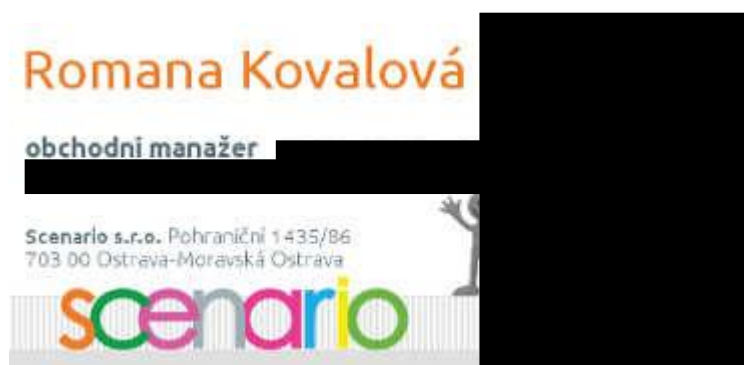 Romana Kovalová
obchodní manažer
Scenario s.r.o. Pohraniční 1435/86
703 00 Ostrava-Moravská Ostrava
scenario